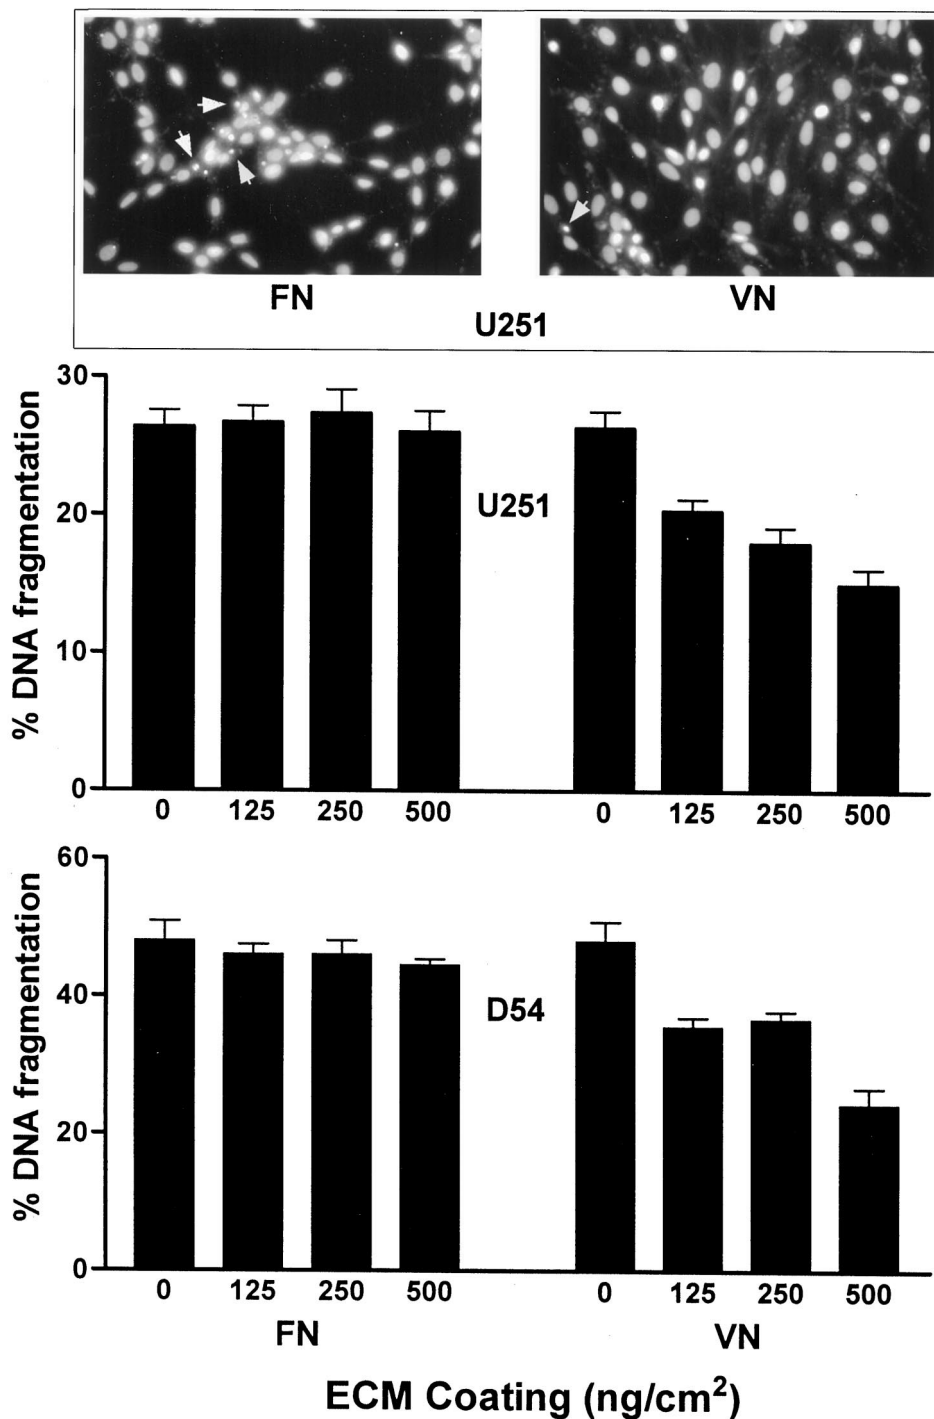 FN VN
U251
% DNA fragmentation
30
20
10
0
U251
0 125 250 500 0 125 250 500
% DNA fragmentation
60
40
20
0
D54
0 125 250 500 0 125 250 500
FN VN
ECM Coating (ng/cm²)